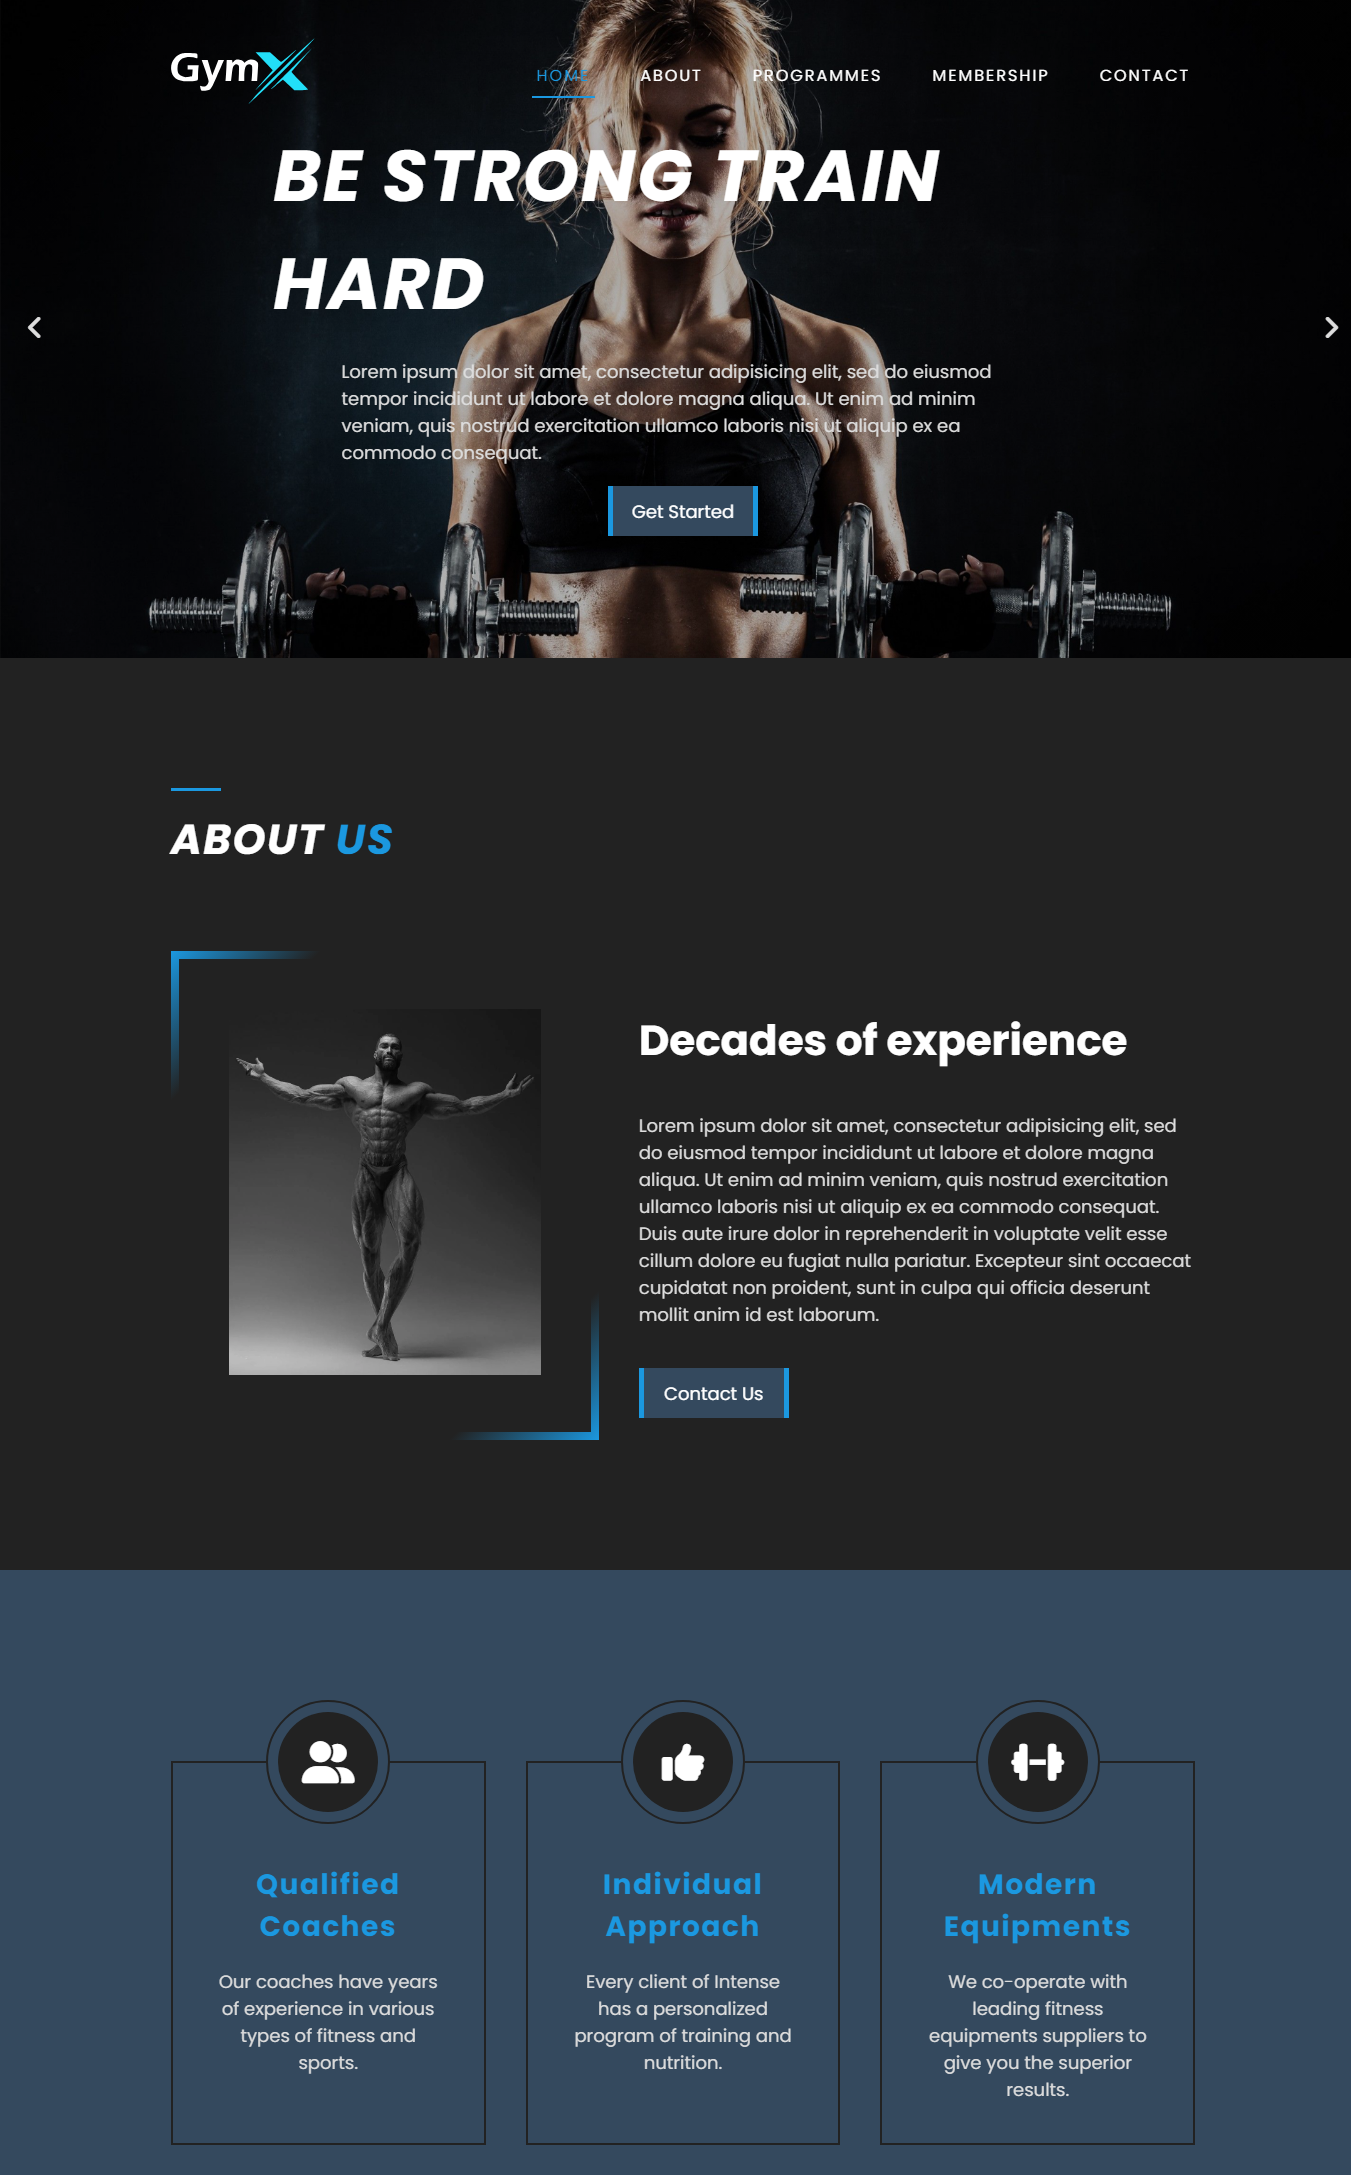 GymX
HOME ABOUT PROGRAMMES MEMBERSHIP CONTACT
BE STRONG TRAIN
HARD
Lorem ipsum dolor sit amet, consectetur adipisicing elit, sed do eiusmod
tempor incididunt ut labore et dolore magna aliqua. Ut enim ad minim
veniam, quis nostrud exercitation ullamco laboris nisi ut aliquip ex ea
commodo consequat.
Get Started
ABOUT US
Decades of experience
Lorem ipsum dolor sit amet, consectetur adipisicing elit, sed
do eiusmod tempor incididunt ut labore et dolore magna
aliqua. Ut enim ad minim veniam, quis nostrud exercitation
ullamco laboris nisi ut aliquip ex ea commodo consequat.
Duis aute irure dolor in reprehenderit in voluptate velit esse
cillum dolore eu fugiat nulla pariatur. Excepteur sint occaecat
cupidatat non proident, sunt in culpa qui officia deserunt
mollit anim id est laborum.
Contact Us
Qualified
Coaches
Our coaches have years
of experience in various
types of fitness and
sports.
Individual
Approach
Every client of Intense
has a personalized
program of training and
nutrition.
Modern
Equipments
We co-operate with
leading fitness
equipments suppliers to
give you the superior
results.